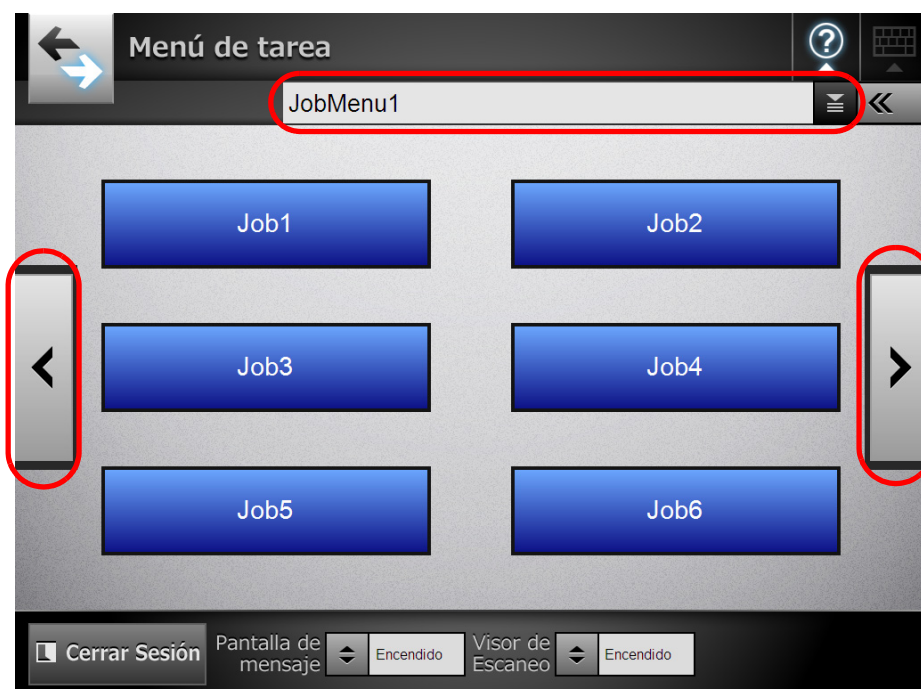 Menú de tarea
JobMenu1
Job1
Job2
Job3
Job4
Job5
Job6
Cerrar Sesión
Pantalla de
mensaje
Encendido
Visor de
Escaneo
Encendido